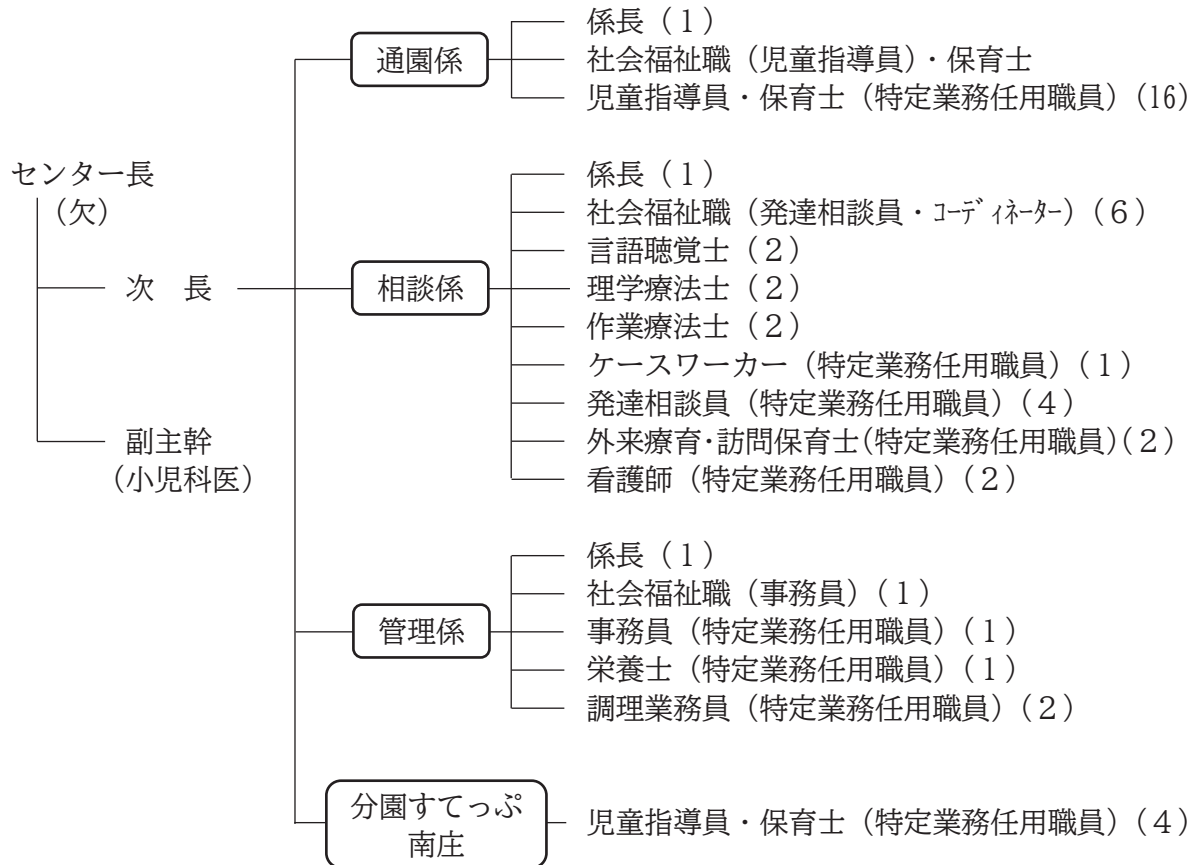 センター長
(欠)
次 長
副主幹
(小児科医)
通園係
係長(1)
社会福祉職(児童指導員)・保育士
児童指導員・保育士(特定業務任用職員)(16)
相談係
係長(1)
社会福祉職(発達相談員・ｺｰﾃﾞｨﾈｰﾀｰ)(6)
言語聴覚士(2)
理学療法士(2)
作業療法士(2)
ケースワーカー(特定業務任用職員)(1)
発達相談員(特定業務任用職員)(4)
外来療育・訪問保育士(特定業務任用職員)(2)
看護師(特定業務任用職員)(2)
管理係
係長(1)
社会福祉職(事務員)(1)
事務員(特定業務任用職員)(1)
栄養士(特定業務任用職員)(1)
調理業務員(特定業務任用職員)(2)
分園すてっぷ
南庄
児童指導員・保育士(特定業務任用職員)(4)